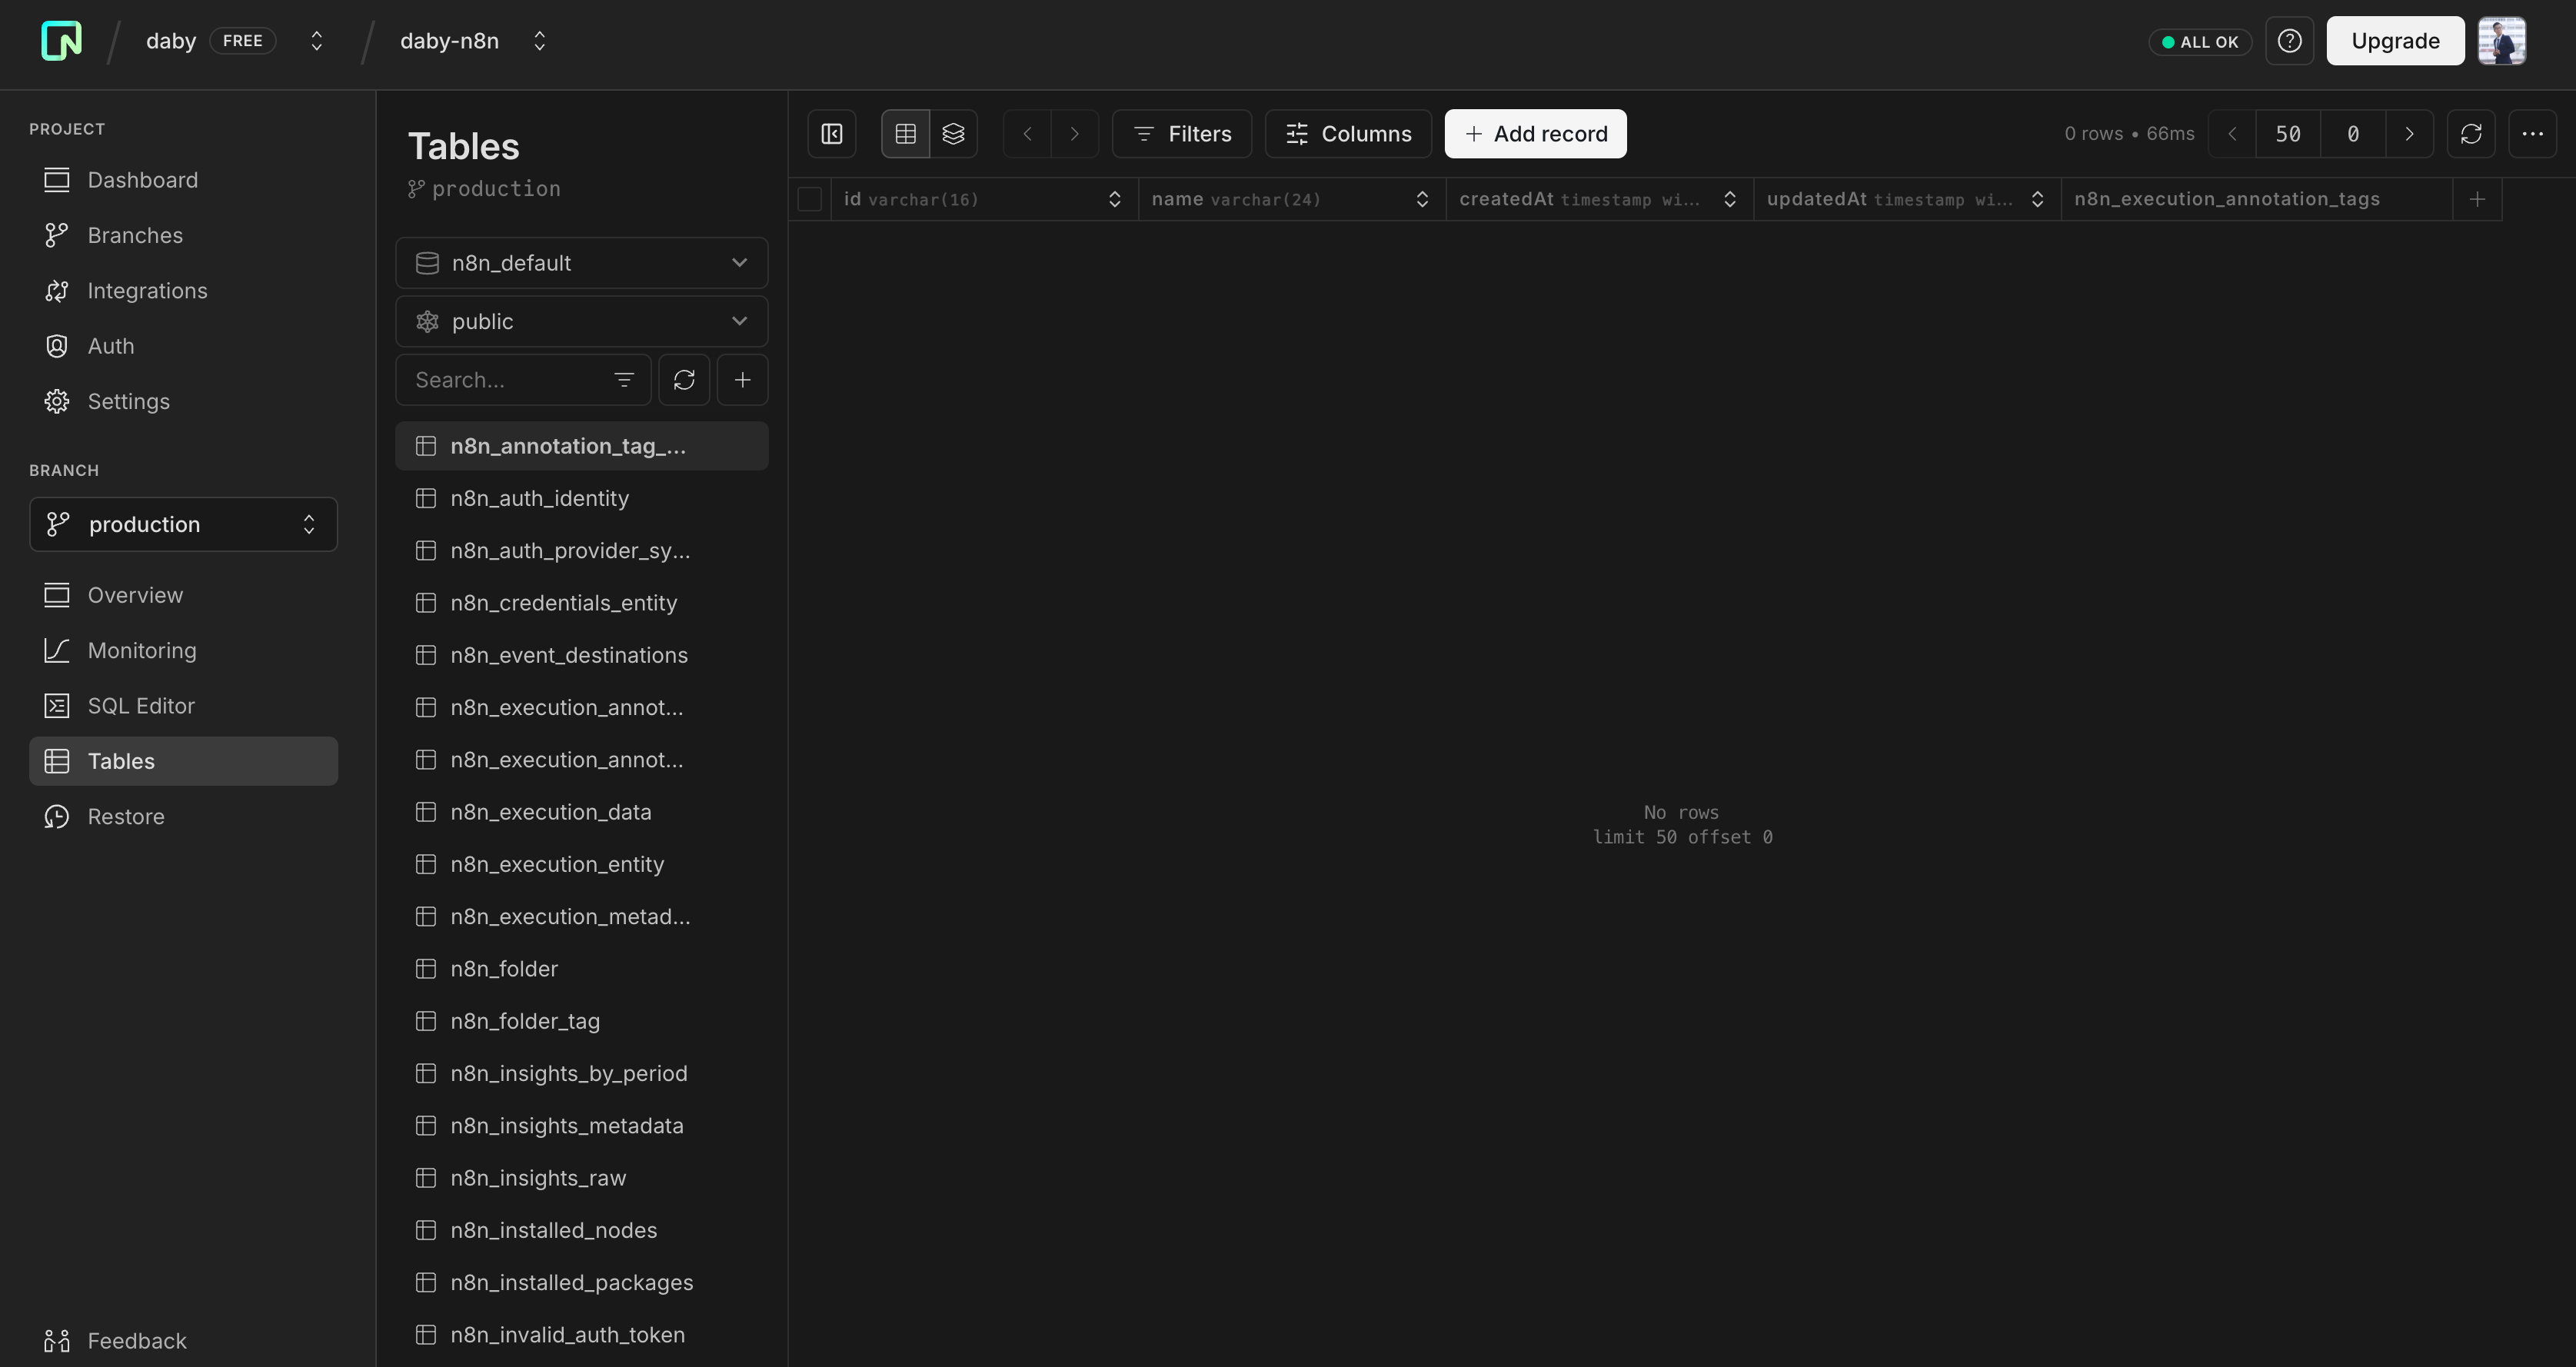 daby FREE
daby-n8n
ALL OK
Upgrade
PROJECT
Dashboard
Branches
Integrations
Auth
Settings
BRANCH
production
Overview
Monitoring
SQL Editor
Tables
Restore
Feedback
Tables
production
n8n_default
public
Search...
n8n_annotation_tag_...
n8n_auth_identity
n8n_auth_provider_sy...
n8n_credentials_entity
n8n_event_destinations
n8n_execution_annot...
n8n_execution_annot...
n8n_execution_data
n8n_execution_entity
n8n_execution_metad...
n8n_folder
n8n_folder_tag
n8n_insights_by_period
n8n_insights_metadata
n8n_insights_raw
n8n_installed_nodes
n8n_installed_packages
n8n_invalid_auth_token
Filters
Columns
+ Add record
0 rows • 66ms
50
0
id varchar(16)
name varchar(24)
createdAt timestamp wi...
updatedAt timestamp wi...
n8n_execution_annotation_tags
No rows
limit 50 offset 0